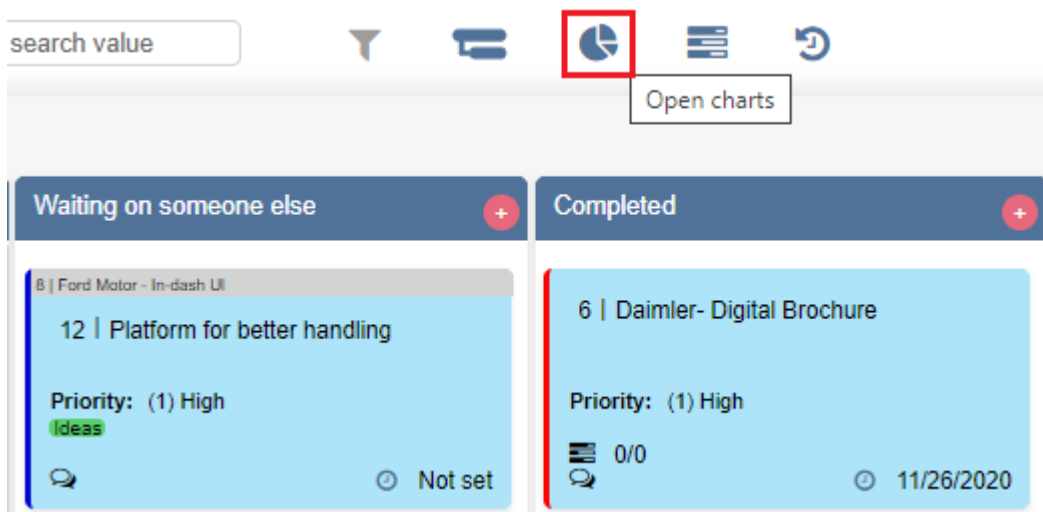 search value
Open charts
Waiting on someone else
+
Completed
+
8 | Ford Motor - In-dash UI
12 | Platform for better handling
Priority: (1) High
Ideas
Not set
6 | Daimler- Digital Brochure
Priority: (1) High
0/0
11/26/2020